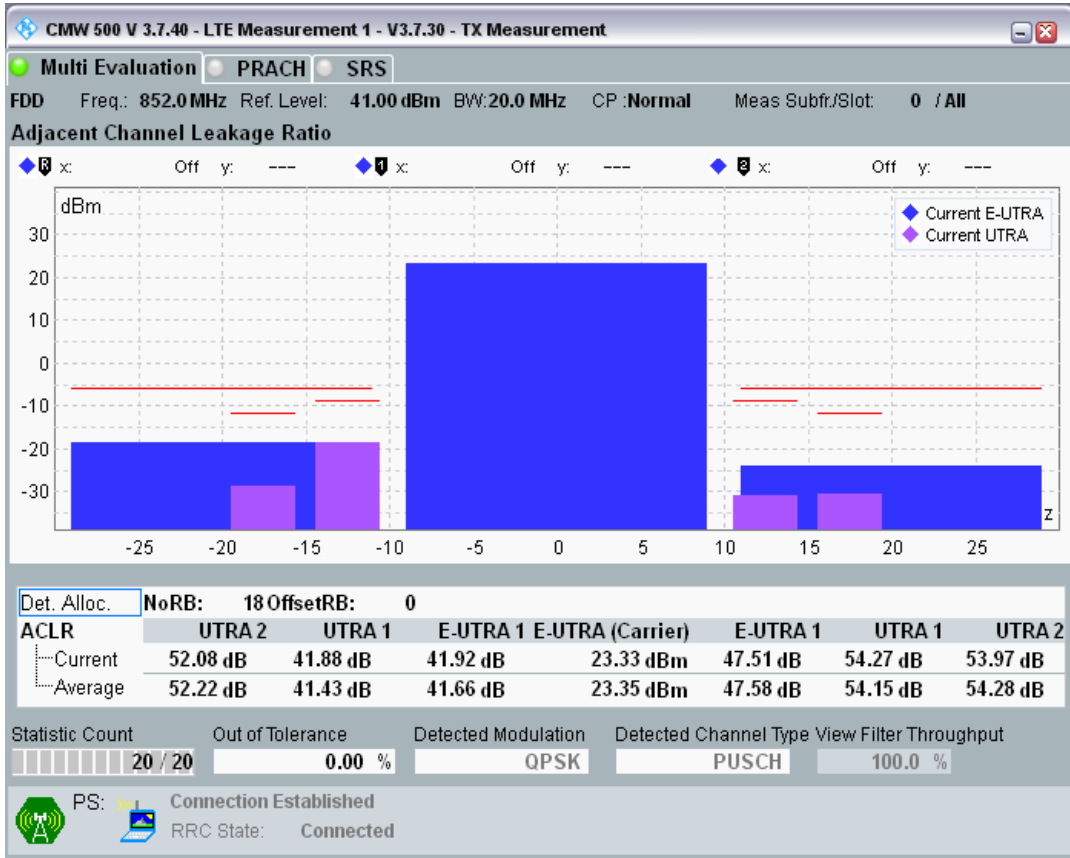 CMW 500 V 3.7.40 - LTE Measurement 1 - V3.7.30 - TX Measurement
Multi Evaluation PRACH SRS
FDD Freq.: 852.0 MHz Ref. Level: 41.00 dBm BW: 20.0 MHz CP : Normal Meas Subfr./Slot: 0 / All
Adjacent Channel Leakage Ratio
R x: Off y: --- 1 x: Off y: --- 2 x: Off y: ---
dBm
Current E-UTRA
Current UTRA
30
20
10
0
-10
-20
-30
z
-25 -20 -15 -10 -5 0 5 10 15 20 25
Det. Alloc. NoRB: 18 OffsetRB: 0
ACLR UTRA 2 UTRA 1 E-UTRA 1 E-UTRA (Carrier) E-UTRA 1 UTRA 1 UTRA 2
Current 52.08 dB 41.88 dB 41.92 dB 23.33 dBm 47.51 dB 54.27 dB 53.97 dB
Average 52.22 dB 41.43 dB 41.66 dB 23.35 dBm 47.58 dB 54.15 dB 54.28 dB
Statistic Count Out of Tolerance Detected Modulation Detected Channel Type View Filter Throughput
20 / 20 0.00 % QPSK PUSCH 100.0 %
PS: Connection Established
RRC State: Connected